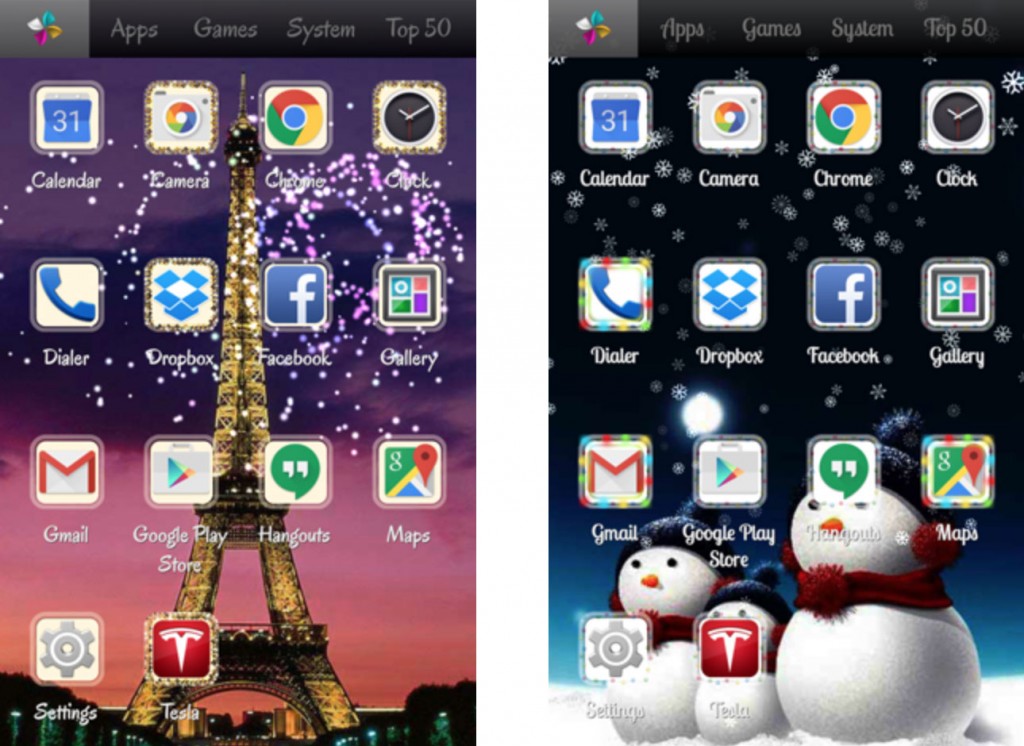 Apps Games System Top 50
31
Calendar Camera Chrome Clock
Dialer Dropbox Facebook Gallery
g
Gmail Google Play Hangouts Maps
Store
Settings Tesla
Apps Games System Top 50
31
Calendar Camera Chrome Clock
Dialer Dropbox Facebook Gallery
g
Gmail Google Play Hangouts Maps
Store
Settings Tesla